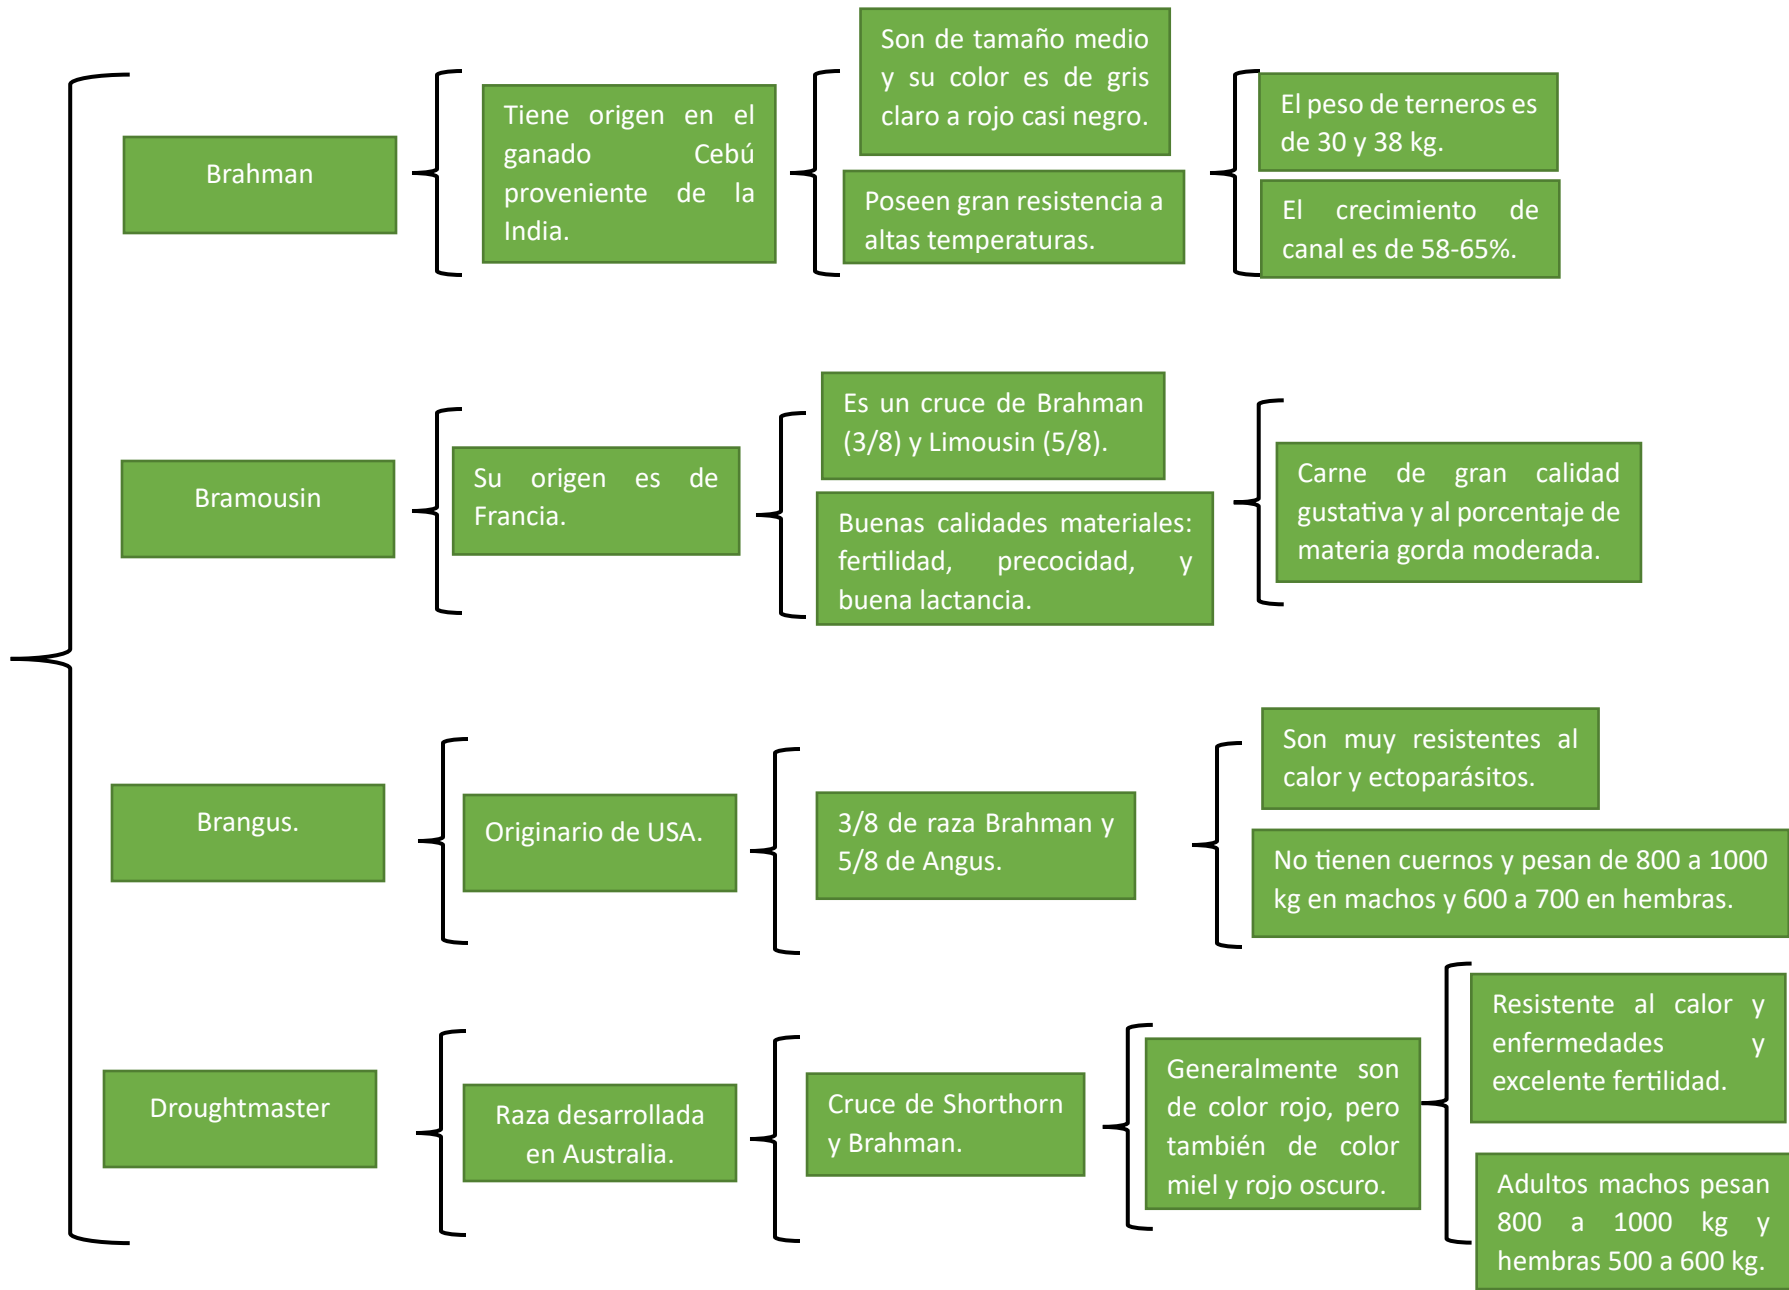 Brahman
Tiene origen en el
ganado Cebú
proveniente de la
India.
Son de tamaño medio
y su color es de gris
claro a rojo casi negro.
Poseen gran resistencia a
altas temperaturas.
El peso de terneros es
de 30 y 38 kg.
El crecimiento de
canal es de 58-65%.
Bramousin
Su origen es de
Francia.
Es un cruce de Brahman
(3/8) y Limousin (5/8).
Buenas calidades materiales:
fertilidad, precocidad, y
buena lactancia.
Carne de gran calidad
gustativa y al porcentaje de
materia gorda moderada.
Brangus.
Originario de USA.
3/8 de raza Brahman y
5/8 de Angus.
Son muy resistentes al
calor y ectoparásitos.
No tienen cuernos y pesan de 800 a 1000
kg en machos y 600 a 700 en hembras.
Droughtmaster
Raza desarrollada
en Australia.
Cruce de Shorthorn
y Brahman.
Generalmente son
de color rojo, pero
también de color
miel y rojo oscuro.
Resistente al calor y
enfermedades y
excelente fertilidad.
Adultos machos pesan
800 a 1000 kg y
hembras 500 a 600 kg.